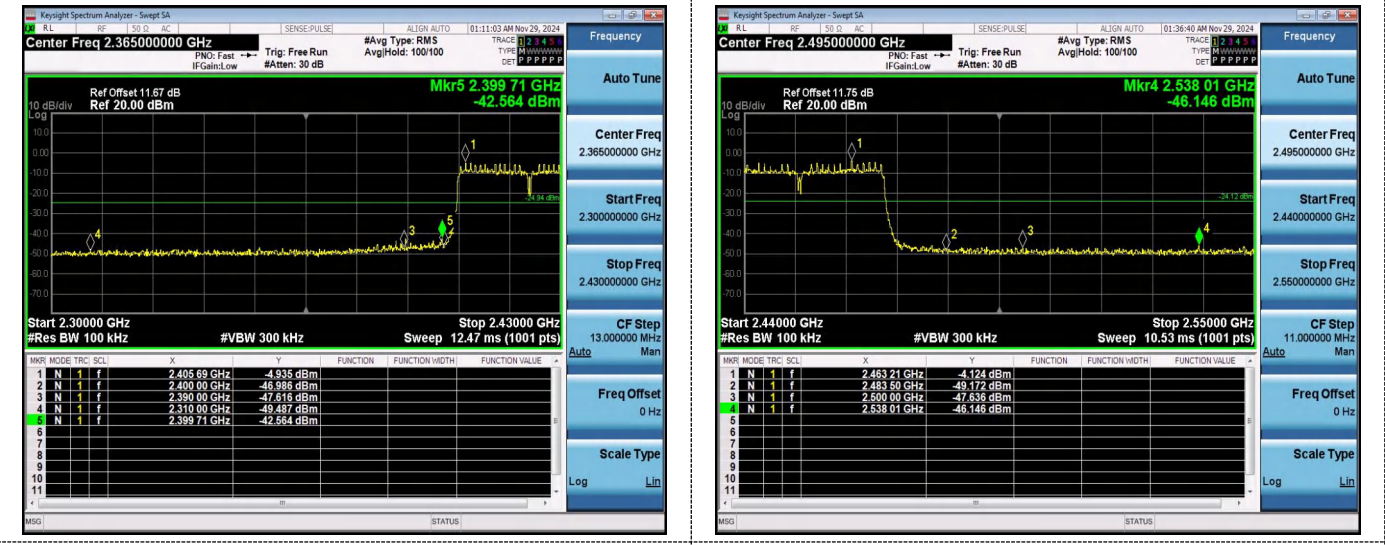 Keysight Spectrum Analyzer - Swept SA
RL RF 50 Ω AC SENSE:PULSE ALIGN AUTO 01:11:03 AM Nov 29, 2024
Center Freq 2.365000000 GHz
PNO: Fast
IFGain:Low
Trig: Free Run
#Atten: 30 dB
#Avg Type: RMS
Avg|Hold: 100/100
TRACE 1 2 3 4 5 6
TYPE M W W W W W
DET P P P P P P
Ref Offset 11.67 dB
Ref 20.00 dBm
10 dB/div
Log
Mkr5 2.399 71 GHz
-42.564 dBm
10.0
0.00
-10.0
-20.0
-30.0
-40.0
-50.0
-60.0
-70.0
-24.94 dBm
1
5
3
4
Start 2.30000 GHz
Stop 2.43000 GHz
#Res BW 100 kHz
#VBW 300 kHz
Sweep 12.47 ms (1001 pts)
MKR MODE TRC SCL X Y FUNCTION FUNCTION WIDTH FUNCTION VALUE
1 N 1 f 2.405 69 GHz -4.935 dBm
2 N 1 f 2.400 00 GHz -46.986 dBm
3 N 1 f 2.390 00 GHz -47.616 dBm
4 N 1 f 2.310 00 GHz -49.487 dBm
5 N 1 f 2.399 71 GHz -42.564 dBm
6
7
8
9
10
11
MSG STATUS
Frequency
Auto Tune
Center Freq
2.365000000 GHz
Start Freq
2.300000000 GHz
Stop Freq
2.430000000 GHz
CF Step
13.000000 MHz
Auto Man
Freq Offset
0 Hz
Scale Type
Log Lin
Keysight Spectrum Analyzer - Swept SA
RL RF 50 Ω AC SENSE:PULSE ALIGN AUTO 01:36:40 AM Nov 29, 2024
Center Freq 2.495000000 GHz
PNO: Fast
IFGain:Low
Trig: Free Run
#Atten: 30 dB
#Avg Type: RMS
Avg|Hold: 100/100
TRACE 1 2 3 4 5 6
TYPE M W W W W W
DET P P P P P P
Ref Offset 11.75 dB
Ref 20.00 dBm
10 dB/div
Log
Mkr4 2.538 01 GHz
-46.146 dBm
10.0
0.00
-10.0
-20.0
-30.0
-40.0
-50.0
-60.0
-70.0
-24.12 dBm
1
2
3
4
Start 2.44000 GHz
Stop 2.55000 GHz
#Res BW 100 kHz
#VBW 300 kHz
Sweep 10.53 ms (1001 pts)
MKR MODE TRC SCL X Y FUNCTION FUNCTION WIDTH FUNCTION VALUE
1 N 1 f 2.463 21 GHz -4.124 dBm
2 N 1 f 2.483 50 GHz -49.172 dBm
3 N 1 f 2.500 00 GHz -47.636 dBm
4 N 1 f 2.538 01 GHz -46.146 dBm
5
6
7
8
9
10
11
MSG STATUS
Frequency
Auto Tune
Center Freq
2.495000000 GHz
Start Freq
2.440000000 GHz
Stop Freq
2.550000000 GHz
CF Step
11.000000 MHz
Auto Man
Freq Offset
0 Hz
Scale Type
Log Lin